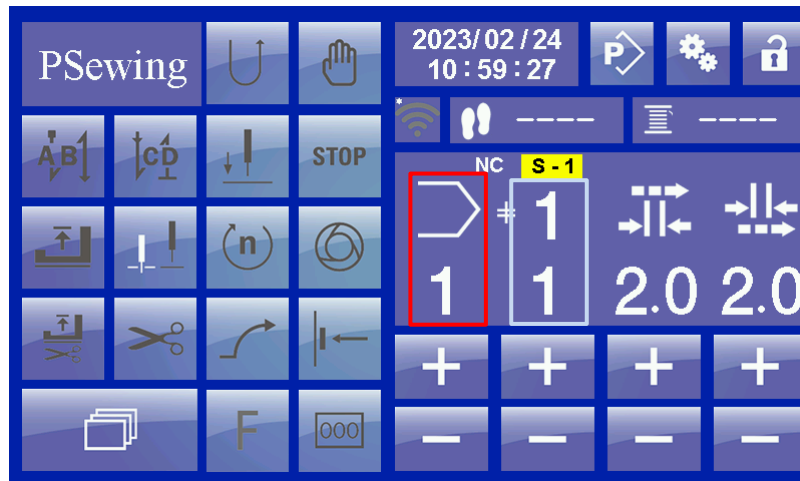 PSewing
2023/02/24
10:59:27
P
* ---- ----
A B
C D
STOP
NC S-1
1
n
1 1 2.0 2.0
F
000